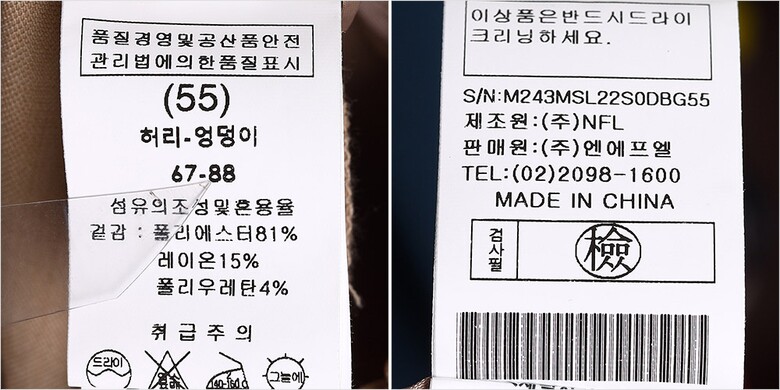 품질경영및공산품안전
관리법에의한품질표시
(55)
허리-엉덩이
67-88
섬유의조성및혼용율
겉감 : 폴리에스터81%
레이온15%
폴리우레탄4%
취급주의
드라이
140-160℃
그늘에
이상품은반드시드라이
크리닝하세요.
S/N:M243MSL22S0DBG55
제조원:(주)NFL
판매원:(주)엔에프엘
TEL:(02)2098-1600
MADE IN CHINA
검사필
檢